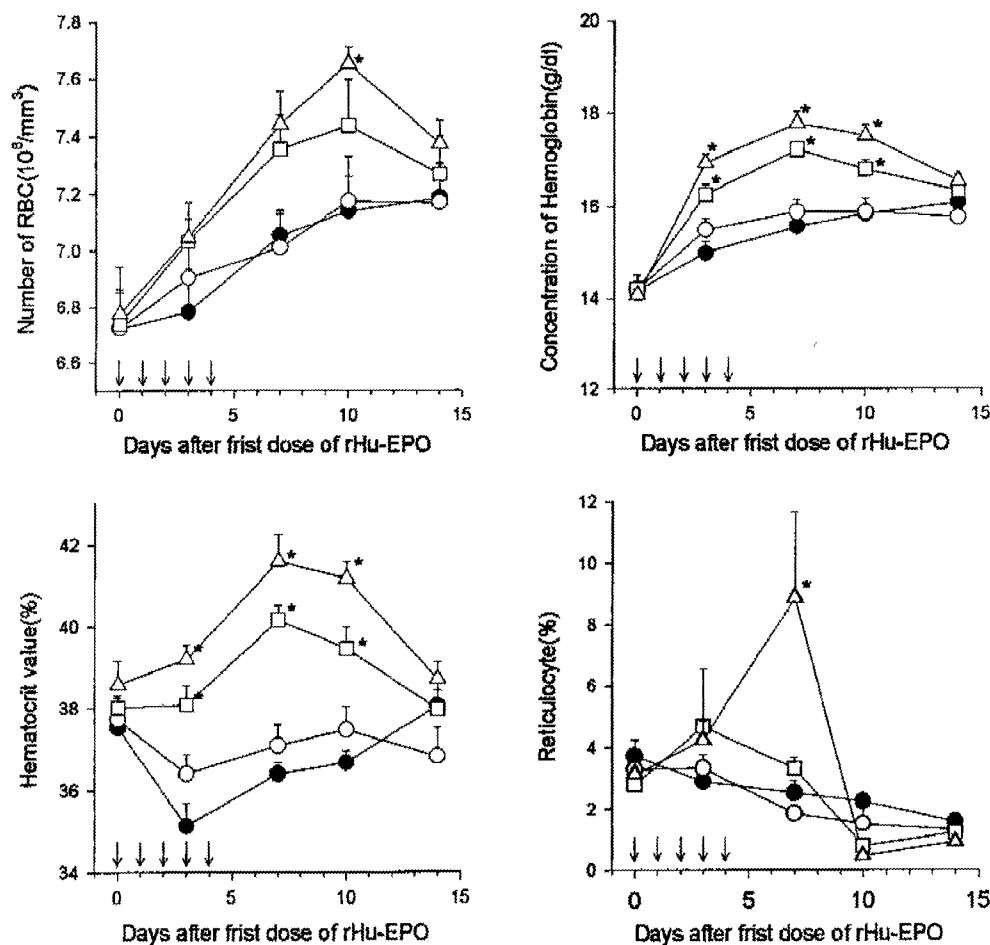 Number of RBC(10⁸/mm³)
7.8
7.6
7.4
7.2
7.0
6.8
6.6
0 5 10 15
Days after frist dose of rHu-EPO
*
Concentration of Hemoglobin(g/dl)
20
18
16
14
12
0 5 10 15
Days after frist dose of rHu-EPO
* * *
* * *
Hematocrit value(%)
42
40
38
36
34
0 5 10 15
Days after frist dose of rHu-EPO
* * *
* * *
Reticulocyte(%)
12
10
8
6
4
2
0
0 5 10 15
Days after frist dose of rHu-EPO
*